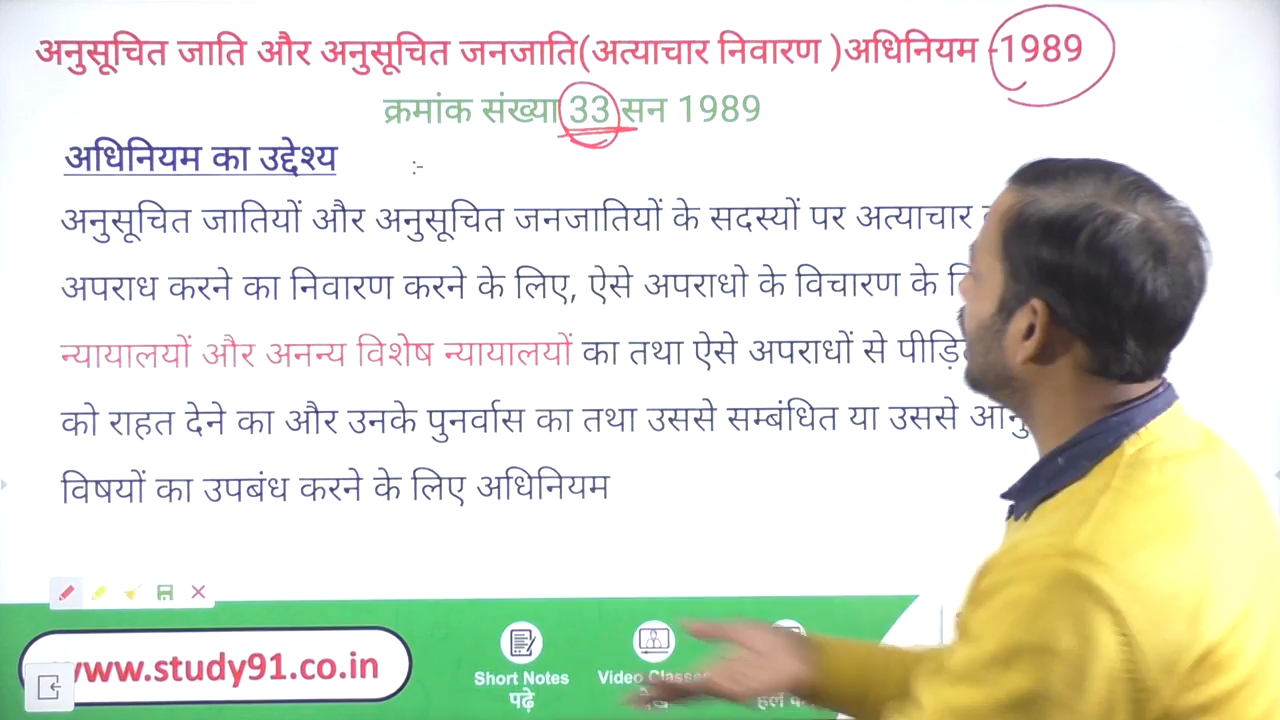 अनुसूचित जाति और अनुसूचित जनजाति(अत्याचार निवारण )अधिनियम -1989
क्रमांक संख्या 33 सन 1989
अधिनियम का उद्देश्य :-
अनुसूचित जातियों और अनुसूचित जनजातियों के सदस्यों पर अत्याचार
अपराध करने का निवारण करने के लिए, ऐसे अपराधो के विचारण के
न्यायालयों और अनन्य विशेष न्यायालयों का तथा ऐसे अपराधों से
को राहत देने का और उनके पुनर्वास का तथा उससे सम्बंधित या उससे
विषयों का उपबंध करने के लिए अधिनियम
www.study91.co.in
Short Notes
पढ़े
Video Classes